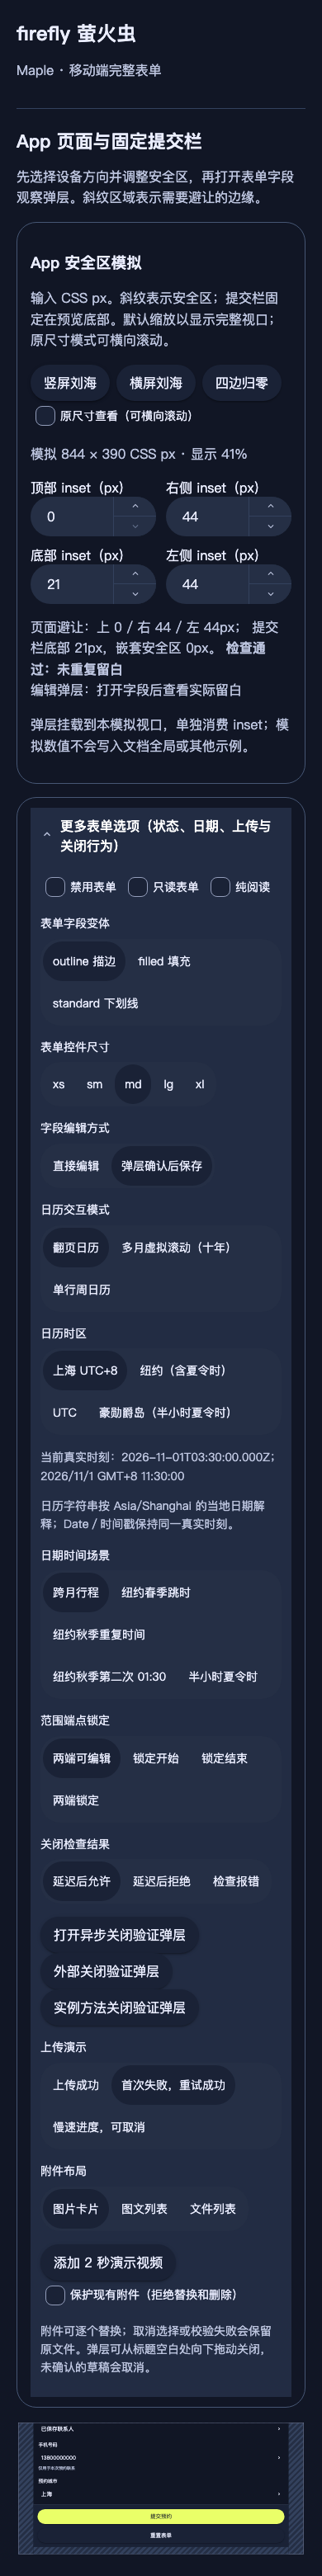 firefly 萤火虫
Maple · 移动端完整表单
App 页面与固定提交栏
先选择设备方向并调整安全区，再打开表单字段
观察弹层。斜纹区域表示需要避让的边缘。
App 安全区模拟
输入 CSS px。斜纹表示安全区；提交栏固
定在预览底部。默认缩放以显示完整视口；
原尺寸模式可横向滚动。
竖屏刘海 横屏刘海 四边归零
原尺寸查看（可横向滚动）
模拟 844 × 390 CSS px · 显示 41%
顶部 inset（px） 右侧 inset（px）
0 44
底部 inset（px） 左侧 inset（px）
21 44
页面避让：上 0 / 右 44 / 左 44px； 提交
栏底部 21px，嵌套安全区 0px。 检查通
过：未重复留白
编辑弹层：打开字段后查看实际留白
弹层挂载到本模拟视口，单独消费 inset；模
拟数值不会写入文档全局或其他示例。
更多表单选项（状态、日期、上传与
关闭行为）
禁用表单 只读表单 纯阅读
表单字段变体
outline 描边 filled 填充
standard 下划线
表单控件尺寸
xs sm md lg xl
字段编辑方式
直接编辑 弹层确认后保存
日历交互模式
翻页日历 多月虚拟滚动（十年）
单行周日历
日历时区
上海 UTC+8 纽约（含夏令时）
UTC 豪勋爵岛（半小时夏令时）
当前真实时刻：2026-11-01T03:30:00.000Z；
2026/11/1 GMT+8 11:30:00
日历字符串按 Asia/Shanghai 的当地日期解
释；Date / 时间戳保持同一真实时刻。
日期时间场景
跨月行程 纽约春季跳时
纽约秋季重复时间
纽约秋季第二次 01:30 半小时夏令时
范围端点锁定
两端可编辑 锁定开始 锁定结束
两端锁定
关闭检查结果
延迟后允许 延迟后拒绝 检查报错
打开异步关闭验证弹层
外部关闭验证弹层
实例方法关闭验证弹层
上传演示
上传成功 首次失败，重试成功
慢速进度，可取消
附件布局
图片卡片 图文列表 文件列表
添加 2 秒演示视频
保护现有附件（拒绝替换和删除）
附件可逐个替换；取消选择或校验失败会保留
原文件。弹层可从标题空白处向下拖动关闭，
未确认的草稿会取消。
已保存联系人
手机号码
13800000000
仅用于本次预约联系
预约城市
上海
提交预约
重置表单